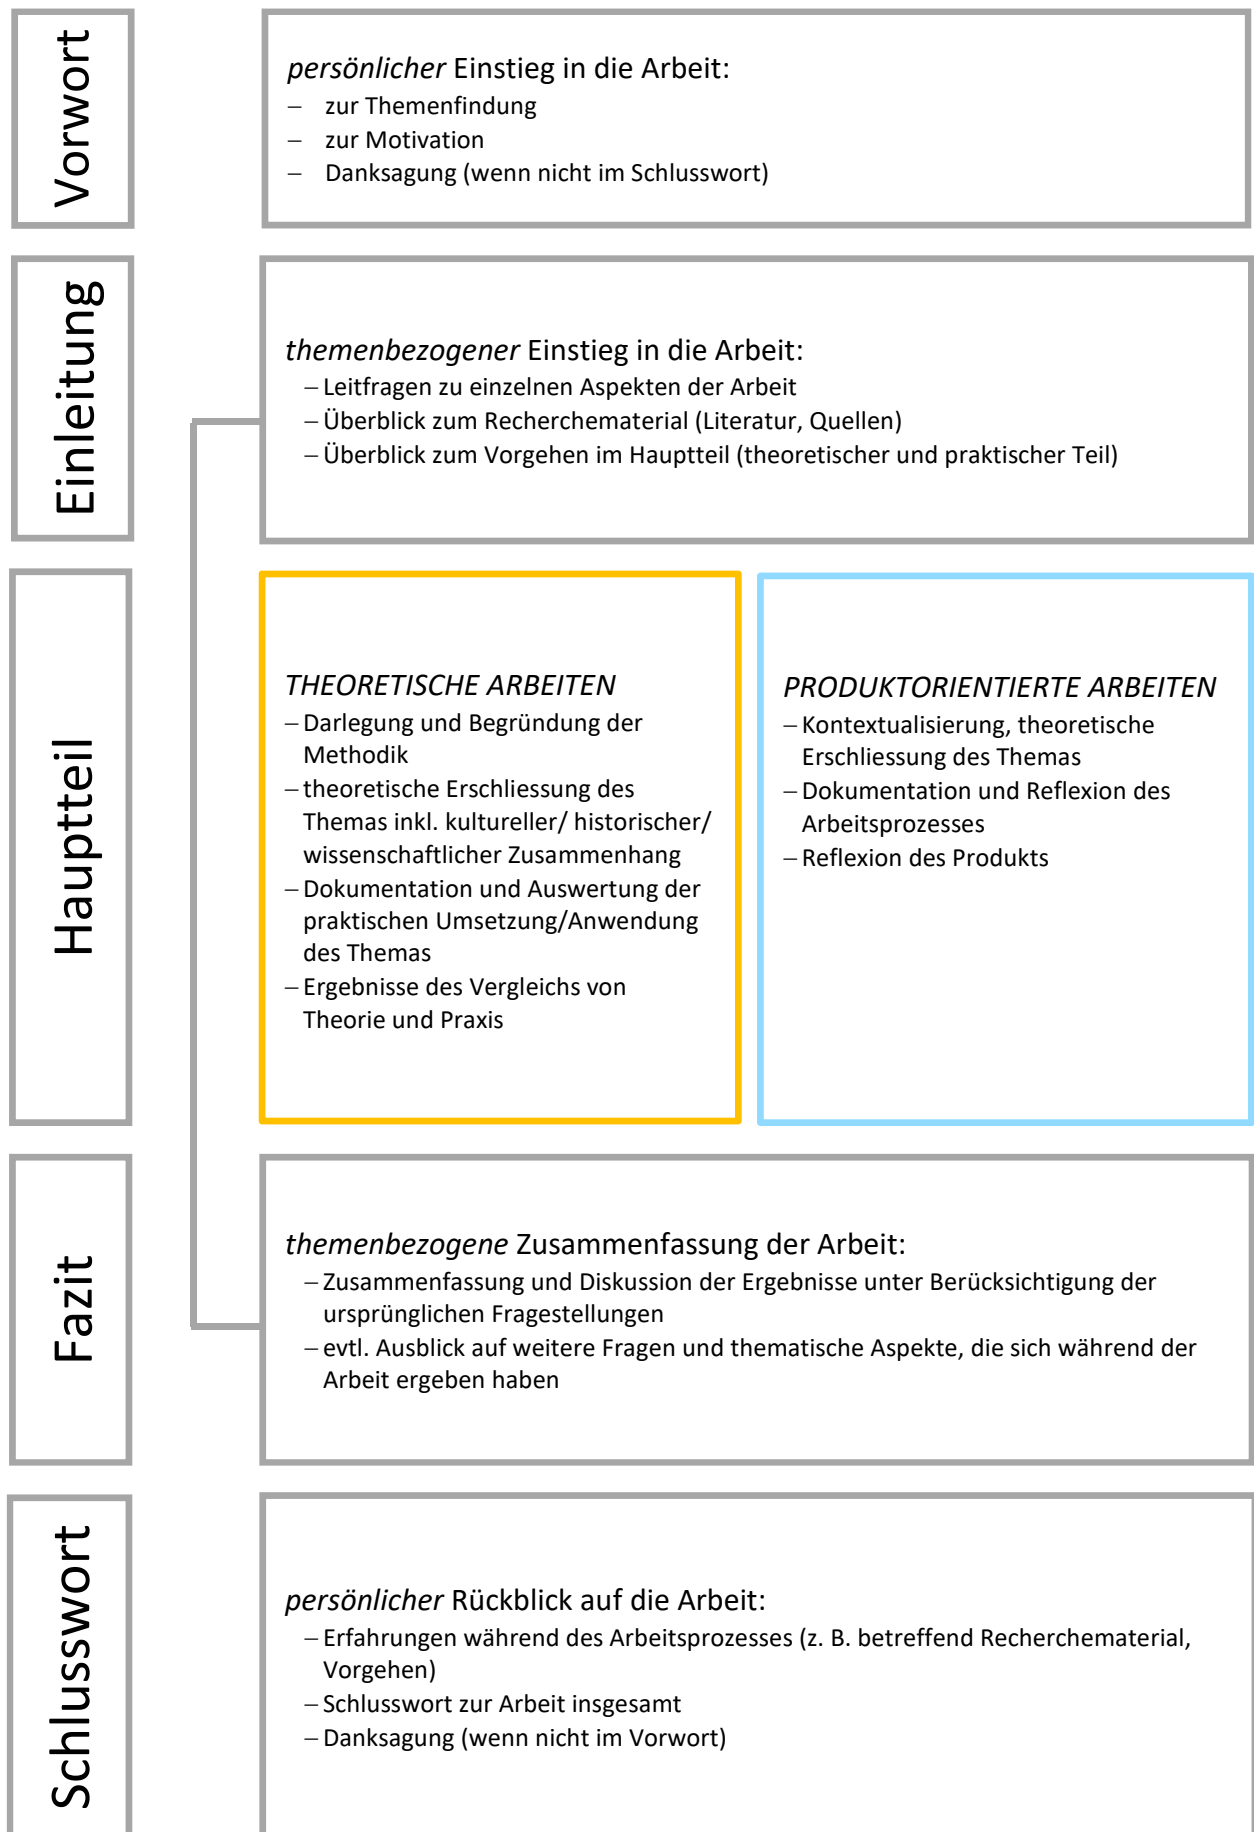 Vorwort
persönlicher Einstieg in die Arbeit:
– zur Themenfindung
– zur Motivation
– Danksagung (wenn nicht im Schlusswort)
Einleitung
themenbezogener Einstieg in die Arbeit:
– Leitfragen zu einzelnen Aspekten der Arbeit
– Überblick zum Recherchematerial (Literatur, Quellen)
– Überblick zum Vorgehen im Hauptteil (theoretischer und praktischer Teil)
Hauptteil
THEORETISCHE ARBEITEN
– Darlegung und Begründung der
Methodik
– theoretische Erschliessung des
Themas inkl. kultureller/ historischer/
wissenschaftlicher Zusammenhang
– Dokumentation und Auswertung der
praktischen Umsetzung/Anwendung
des Themas
– Ergebnisse des Vergleichs von
Theorie und Praxis
PRODUKTORIENTIERTE ARBEITEN
– Kontextualisierung, theoretische
Erschliessung des Themas
– Dokumentation und Reflexion des
Arbeitsprozesses
– Reflexion des Produkts
Fazit
themenbezogene Zusammenfassung der Arbeit:
– Zusammenfassung und Diskussion der Ergebnisse unter Berücksichtigung der
ursprünglichen Fragestellungen
– evtl. Ausblick auf weitere Fragen und thematische Aspekte, die sich während der
Arbeit ergeben haben
Schlusswort
persönlicher Rückblick auf die Arbeit:
– Erfahrungen während des Arbeitsprozesses (z. B. betreffend Recherchematerial,
Vorgehen)
– Schlusswort zur Arbeit insgesamt
– Danksagung (wenn nicht im Vorwort)